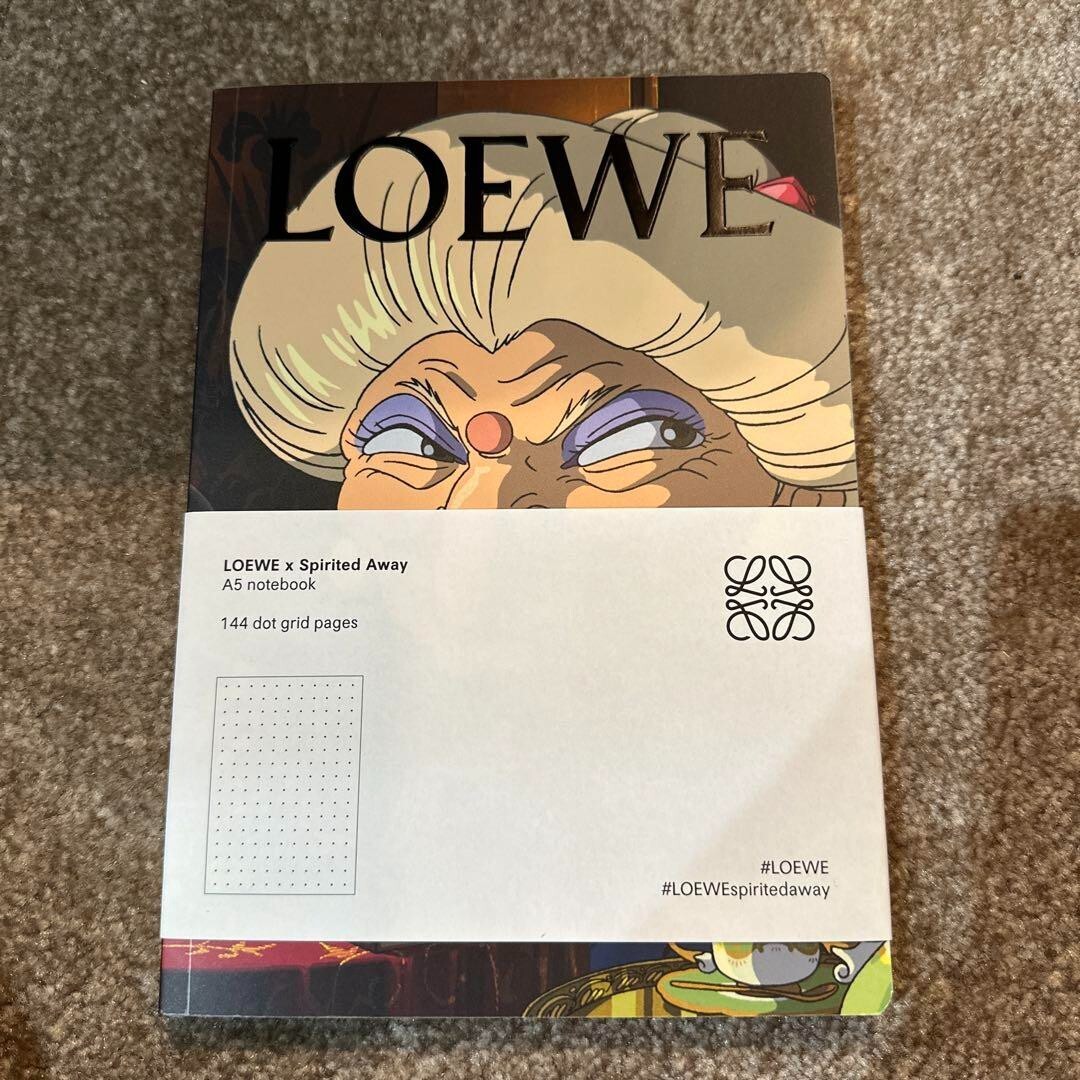 LOEWE
LOEWE x Spirited Away
A5 notebook
144 dot grid pages
#LOEWE
#LOEWEspiritedaway